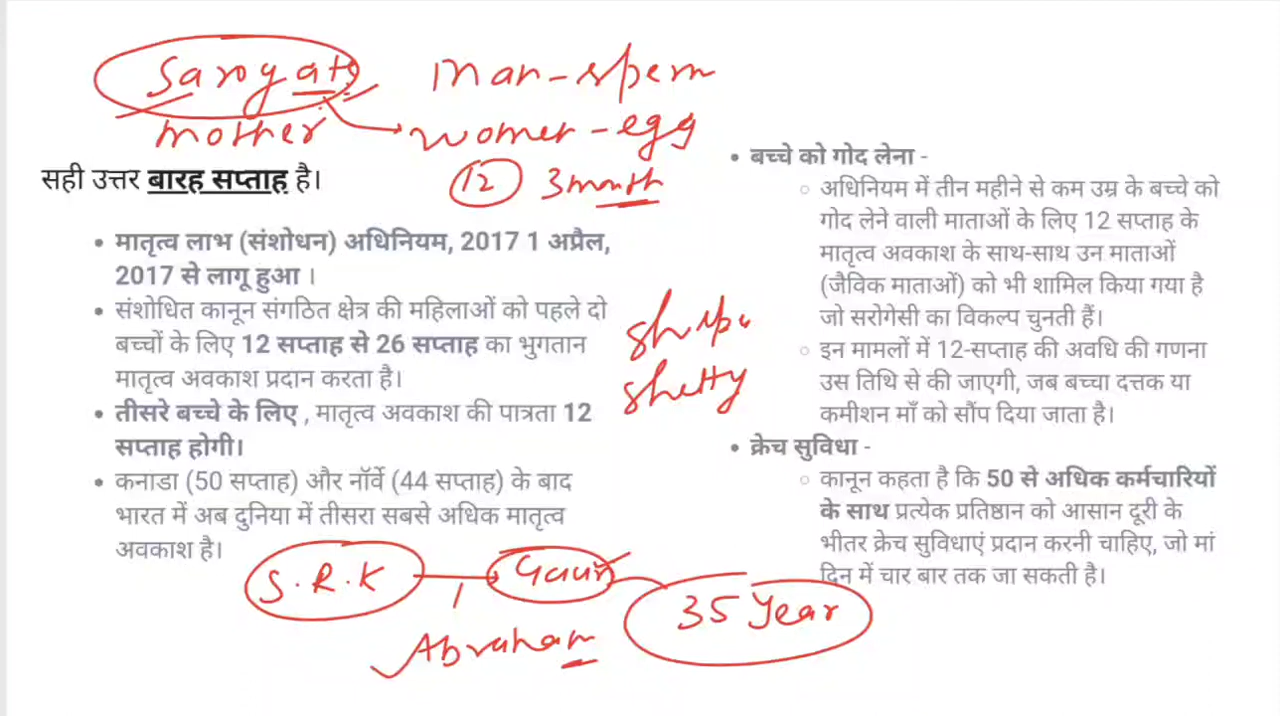 Sarogate
mother
man-sperm
women-egg
12 3 month
सही उत्तर बारह सप्ताह है।
• मातृत्व लाभ (संशोधन) अधिनियम, 2017 1 अप्रैल,
2017 से लागू हुआ ।
• संशोधित कानून संगठित क्षेत्र की महिलाओं को पहले दो
बच्चों के लिए 12 सप्ताह से 26 सप्ताह का भुगतान
मातृत्व अवकाश प्रदान करता है।
• तीसरे बच्चे के लिए , मातृत्व अवकाश की पात्रता 12
सप्ताह होगी।
• कनाडा (50 सप्ताह) और नॉर्वे (44 सप्ताह) के बाद
भारत में अब दुनिया में तीसरा सबसे अधिक मातृत्व
अवकाश है।
shilpa
shetty
• बच्चे को गोद लेना -
○ अधिनियम में तीन महीने से कम उम्र के बच्चे को
गोद लेने वाली माताओं के लिए 12 सप्ताह के
मातृत्व अवकाश के साथ-साथ उन माताओं
(जैविक माताओं) को भी शामिल किया गया है
जो सरोगेसी का विकल्प चुनती हैं।
○ इन मामलों में 12-सप्ताह की अवधि की गणना
उस तिथि से की जाएगी, जब बच्चा दत्तक या
कमीशन माँ को सौंप दिया जाता है।
• क्रेच सुविधा -
○ कानून कहता है कि 50 से अधिक कर्मचारियों
के साथ प्रत्येक प्रतिष्ठान को आसान दूरी के
भीतर क्रेच सुविधाएं प्रदान करनी चाहिए, जो मां
दिन में चार बार तक जा सकती है।
S.R.K Gauri 35 Year
Abraham